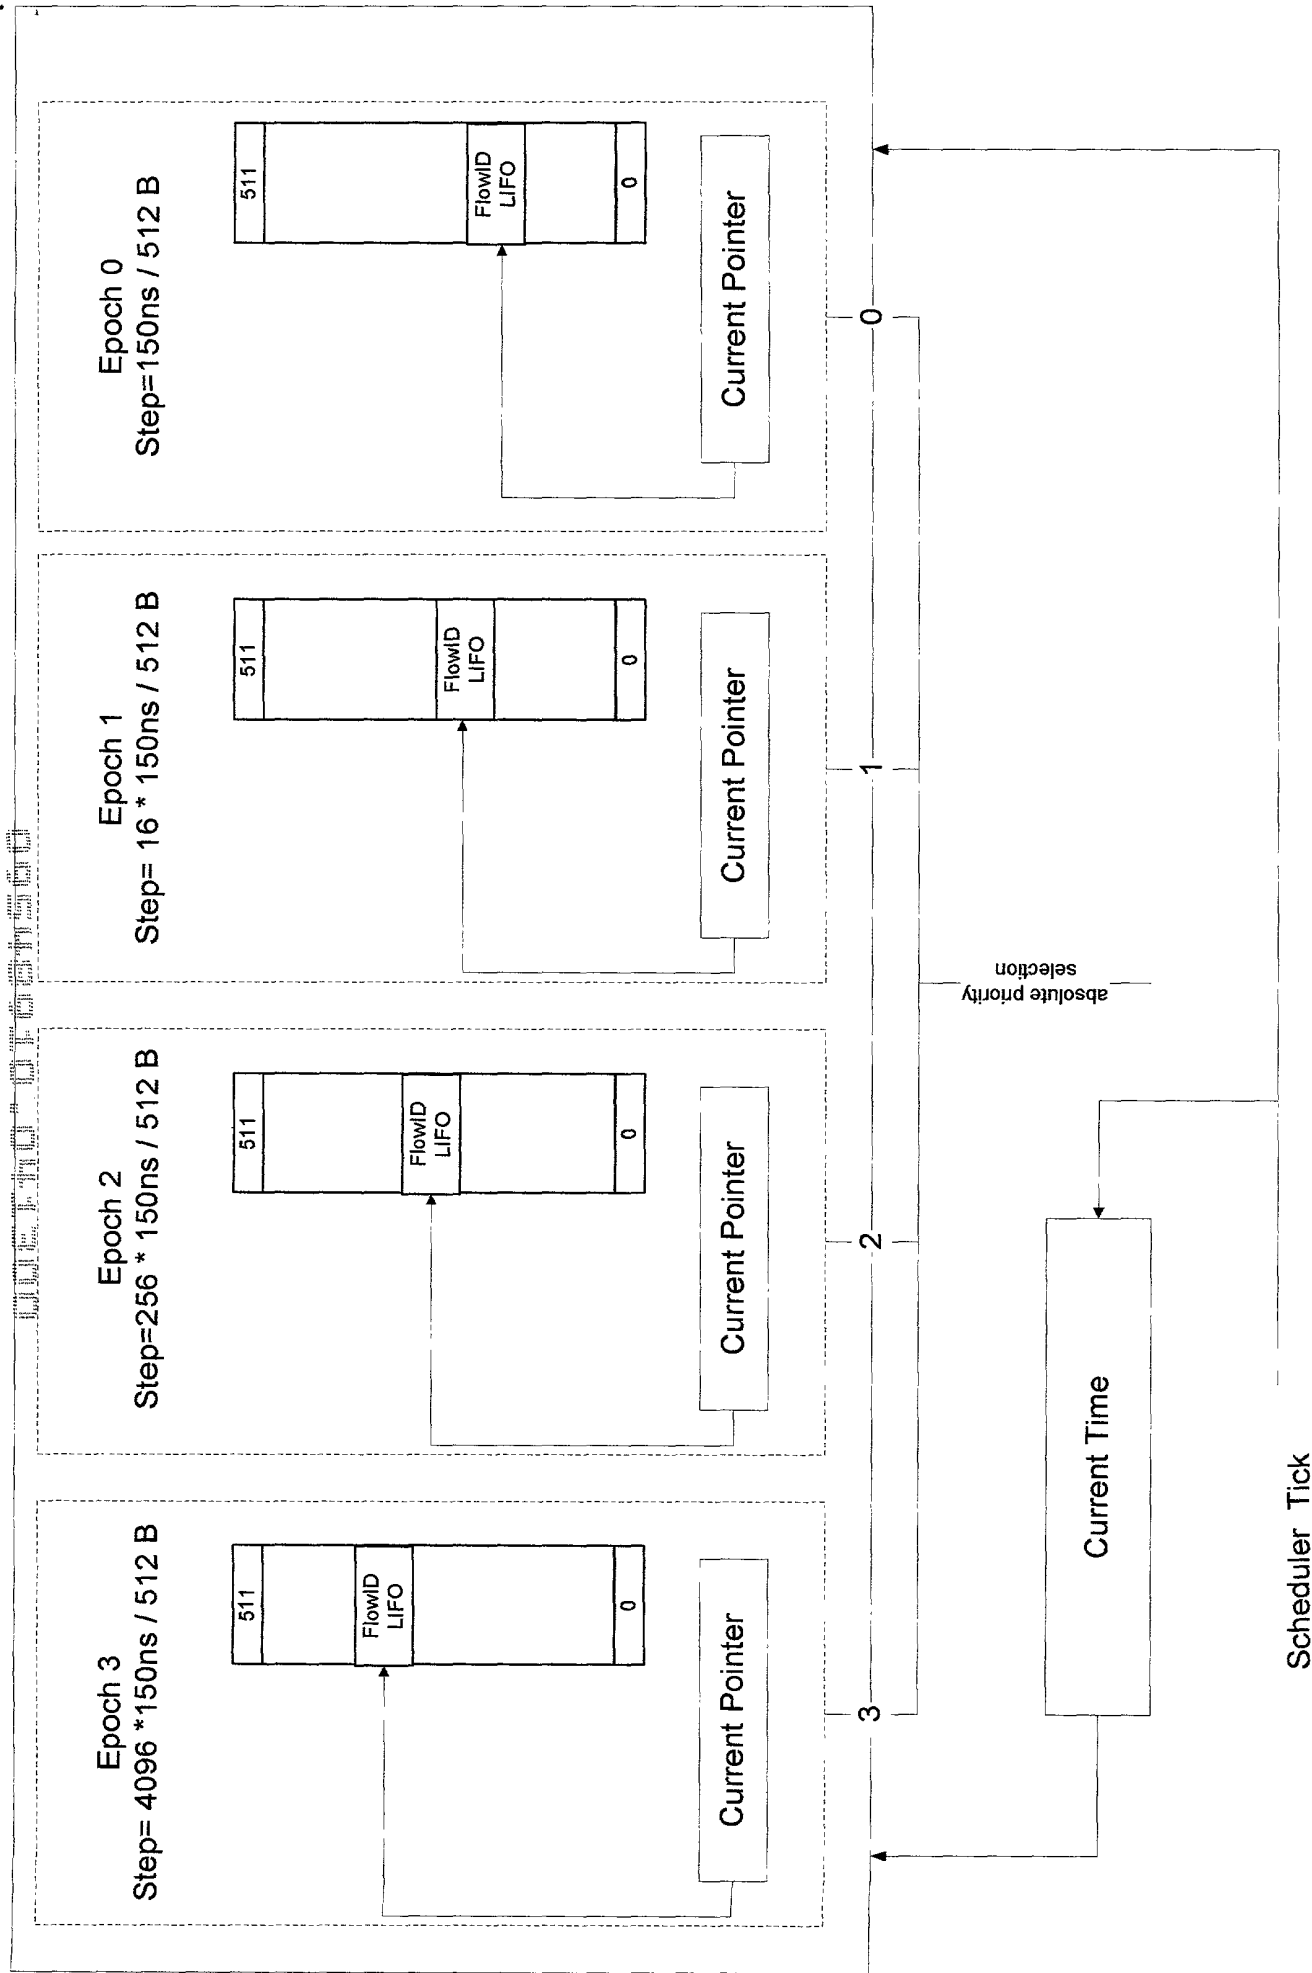 Epoch 3
Step= 4096 *150ns / 512 B
511
FlowID
LIFO
0
Current Pointer
3
Epoch 2
Step=256 * 150ns / 512 B
511
FlowID
LIFO
0
Current Pointer
2
Epoch 1
Step= 16 * 150ns / 512 B
511
FlowID
LIFO
0
Current Pointer
1
Epoch 0
Step=150ns / 512 B
511
FlowID
LIFO
0
Current Pointer
0
absolute priority
selection
Current Time
Scheduler Tick